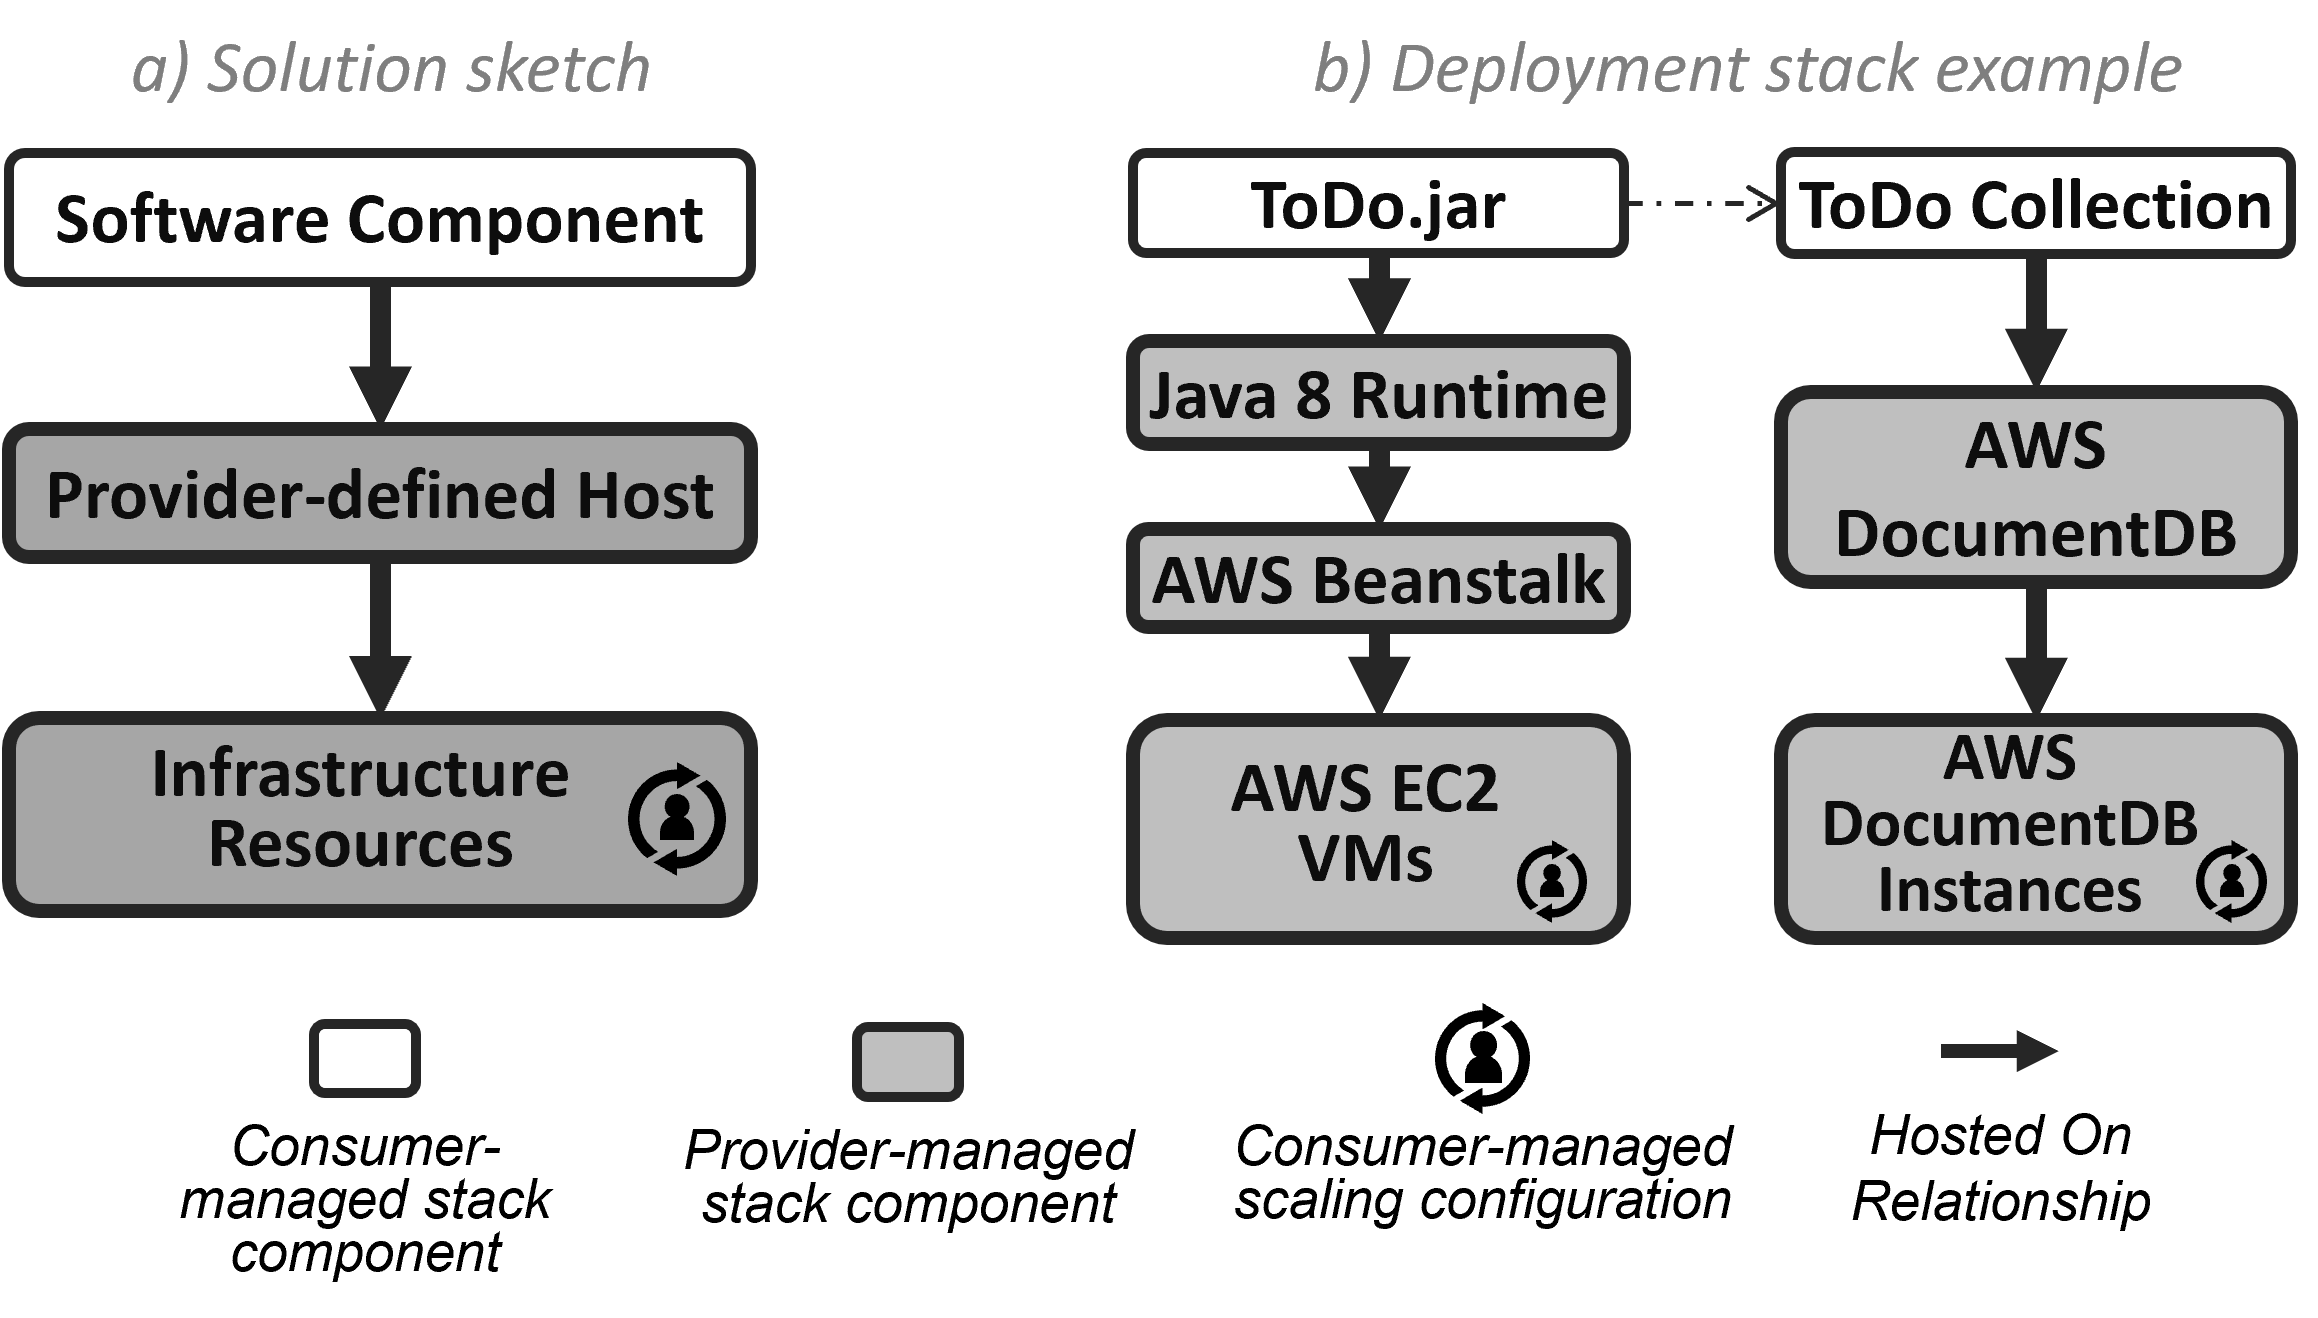 a) Solution sketch
Software Component
Provider-defined Host
Infrastructure
Resources
b) Deployment stack example
ToDo.jar
Java 8 Runtime
AWS Beanstalk
AWS EC2
VMs
ToDo Collection
AWS
DocumentDB
AWS
DocumentDB
Instances
Consumer-
managed stack
component
Provider-managed
stack component
Consumer-managed
scaling configuration
Hosted On
Relationship